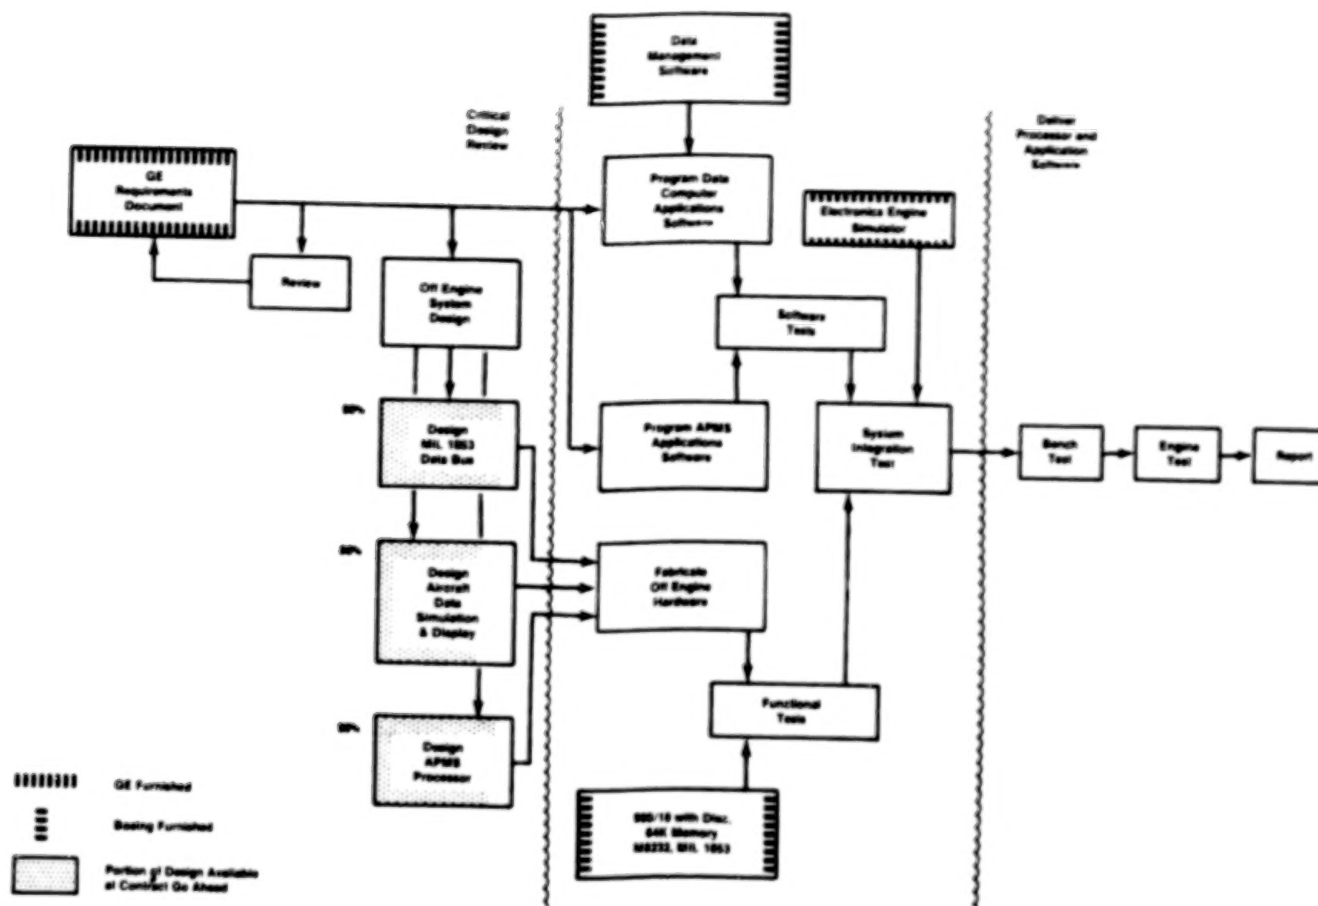 Data
Management
Software
Critical
Design
Review
Deliver
Processor and
Application
Software
GE
Requirements
Document
Program Data
Computer
Applications
Software
Electronics Engine
Simulator
Review
Off Engine
System
Design
Software
Tests
Design
MIL 1553
Data Bus
Program APMS
Applications
Software
System
Integration
Test
Bench
Test
Engine
Test
Report
Design
Aircraft
Data
Simulation
& Display
Fabricate
Off Engine
Hardware
Functional
Tests
Design
APMS
Processor
with Disc,
64K Memory
MIL 1553
GE Furnished
Boeing Furnished
Portion of Design Available
at Contract Go Ahead